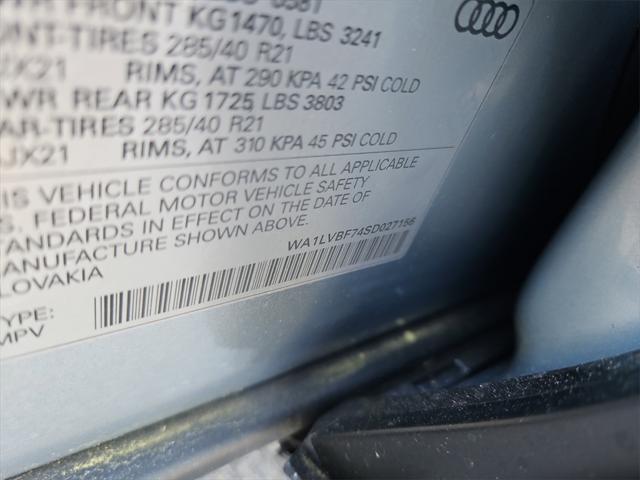 FRONT KG1470, LBS 3241
TIRES 285/40 R21
RIMS, AT 290 KPA 42 PSI COLD
REAR KG1725, LBS 3803
-TIRES 285/40 R21
RIMS, AT 310 KPA 45 PSI COLD
VEHICLE CONFORMS TO ALL APPLICABLE
FEDERAL MOTOR VEHICLE SAFETY
STANDARDS IN EFFECT ON THE DATE OF
MANUFACTURE SHOWN ABOVE.
WA1LVBF74SD027156
LOVAKIA
TYPE:
MPV